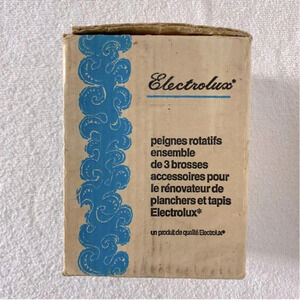 Electrolux®
peignes rotatifs
ensemble
de 3 brosses
accessoires pour
le rénovateur de
planchers et tapis
Electrolux®
un produit de qualité Electrolux®